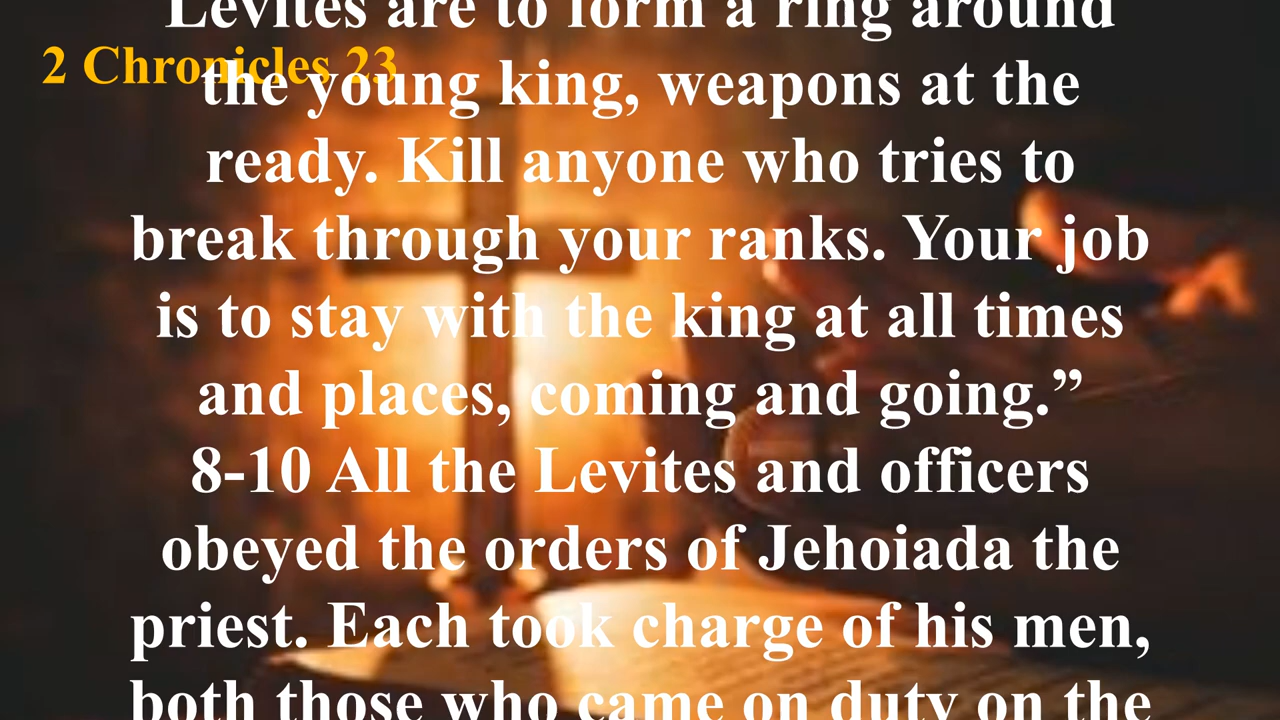 Levites are to form a ring around
2 Chronicles 23
the young king, weapons at the
ready. Kill anyone who tries to
break through your ranks. Your job
is to stay with the king at all times
and places, coming and going.”
8-10 All the Levites and officers
obeyed the orders of Jehoiada the
priest. Each took charge of his men,
both those who came on duty on the